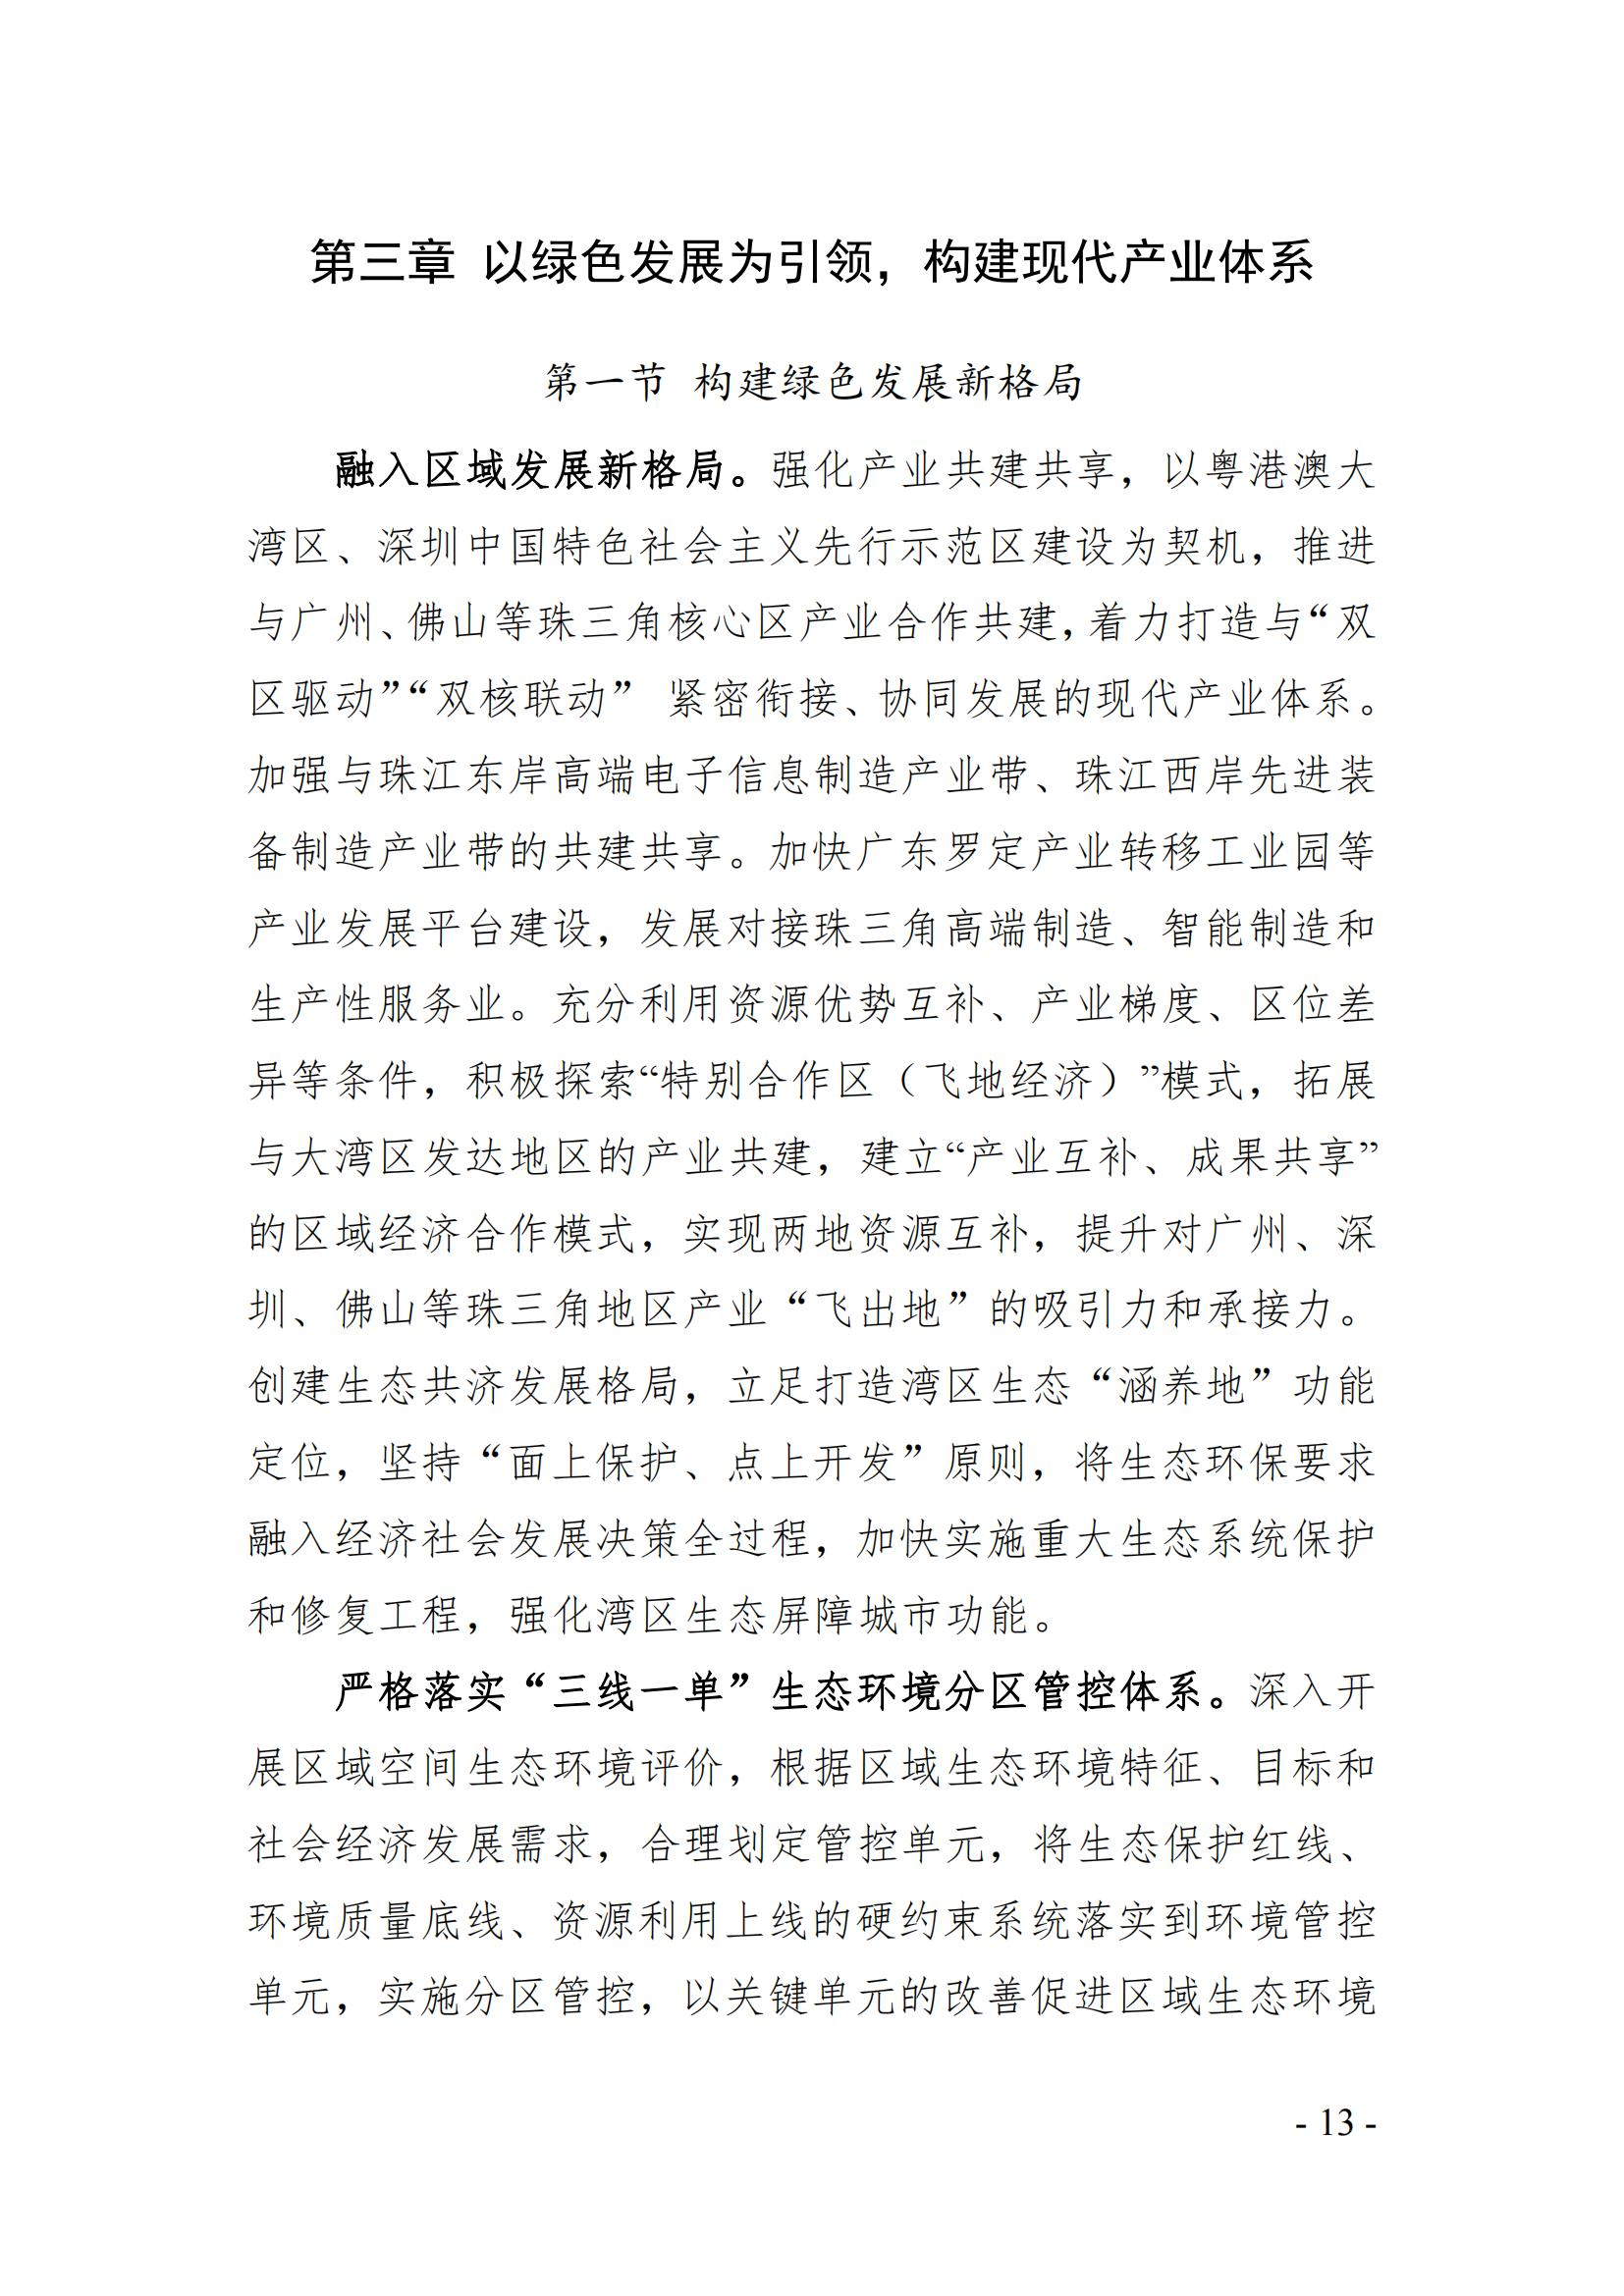 第三章 以绿色发展为引领，构建现代产业体系
第一节 构建绿色发展新格局
融入区域发展新格局。强化产业共建共享，以粤港澳大
湾区、深圳中国特色社会主义先行示范区建设为契机，推进
与广州、佛山等珠三角核心区产业合作共建，着力打造与“双
区驱动”“双核联动” 紧密衔接、协同发展的现代产业体系。
加强与珠江东岸高端电子信息制造产业带、珠江西岸先进装
备制造产业带的共建共享。加快广东罗定产业转移工业园等
产业发展平台建设，发展对接珠三角高端制造、智能制造和
生产性服务业。充分利用资源优势互补、产业梯度、区位差
异等条件，积极探索“特别合作区（飞地经济）”模式，拓展
与大湾区发达地区的产业共建，建立“产业互补、成果共享”
的区域经济合作模式，实现两地资源互补，提升对广州、深
圳、佛山等珠三角地区产业“飞出地”的吸引力和承接力。
创建生态共济发展格局，立足打造湾区生态“涵养地”功能
定位，坚持“面上保护、点上开发”原则，将生态环保要求
融入经济社会发展决策全过程，加快实施重大生态系统保护
和修复工程，强化湾区生态屏障城市功能。
严格落实“三线一单”生态环境分区管控体系。深入开
展区域空间生态环境评价，根据区域生态环境特征、目标和
社会经济发展需求，合理划定管控单元，将生态保护红线、
环境质量底线、资源利用上线的硬约束系统落实到环境管控
单元，实施分区管控，以关键单元的改善促进区域生态环境
- 13 -